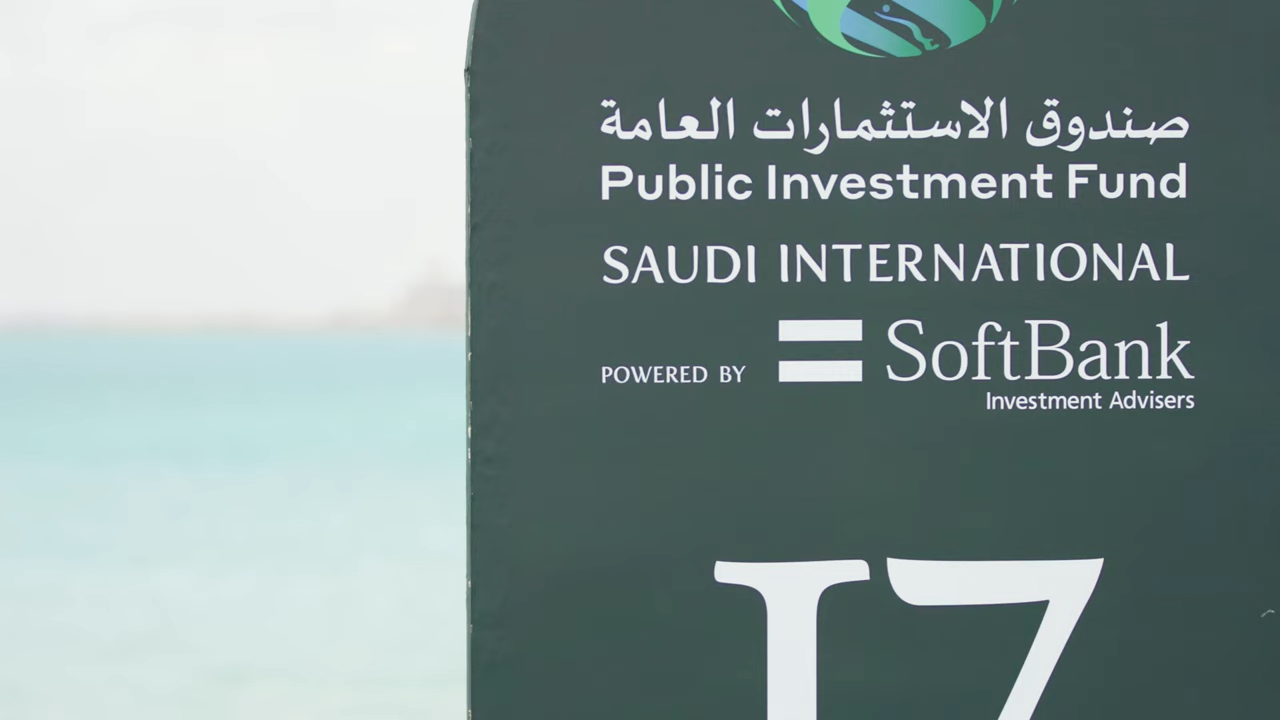 صندوق الاستثمارات العامة
Public Investment Fund
SAUDI INTERNATIONAL
POWERED BY SoftBank
Investment Advisers
17